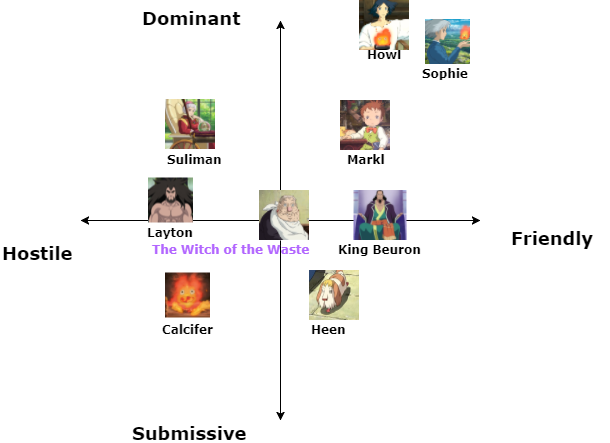 Dominant
Howl
Sophie
Suliman
Markl
Layton
The Witch of the Waste
King Beuron
Hostile
Friendly
Calcifer
Heen
Submissive